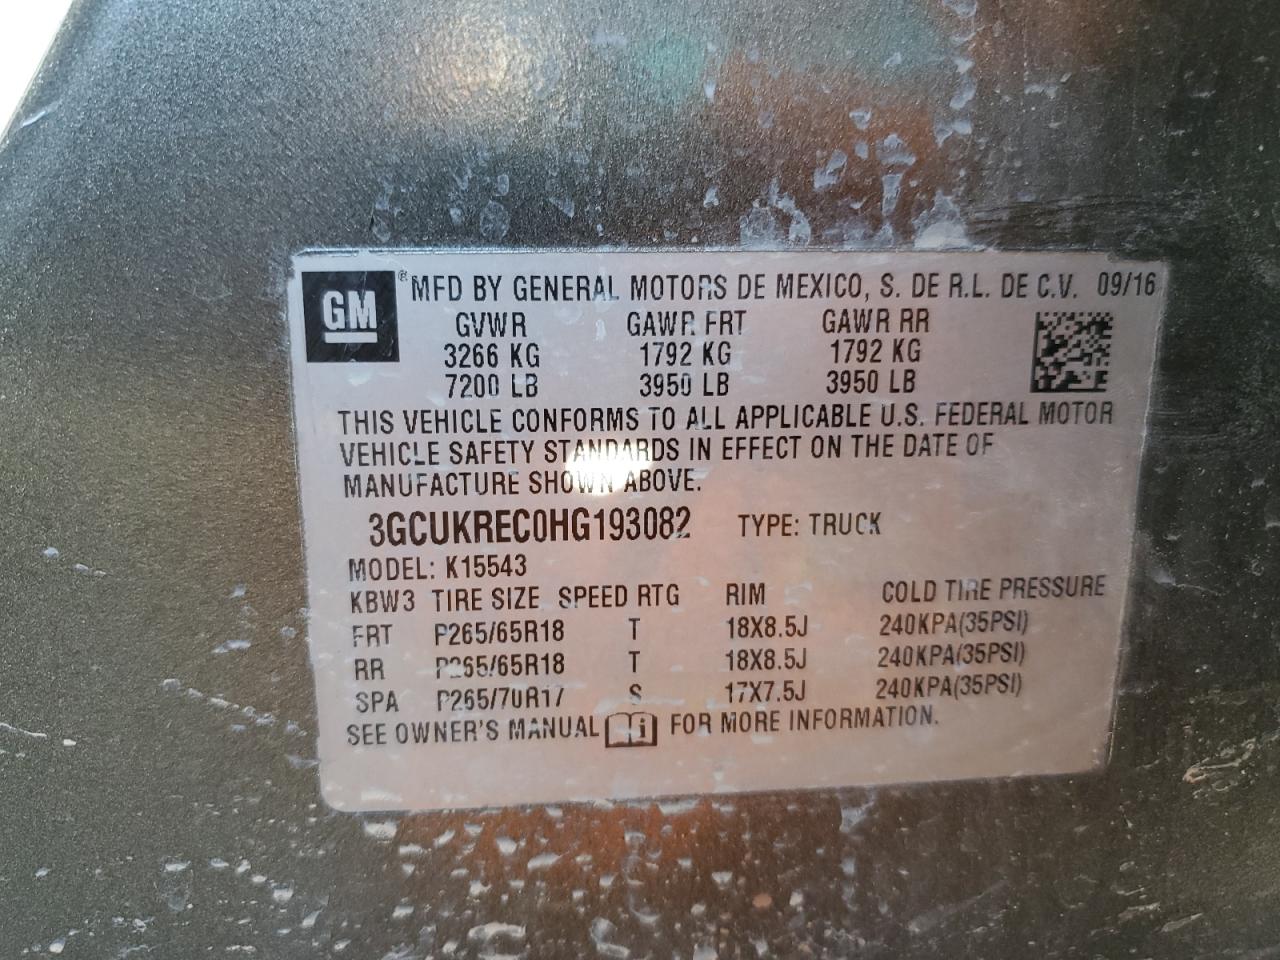 GM
® MFD BY GENERAL MOTORS DE MEXICO, S. DE R.L. DE C.V. 09/16
GVWR GAWR FRT GAWR RR
3266 KG 1792 KG 1792 KG
7200 LB 3950 LB 3950 LB
THIS VEHICLE CONFORMS TO ALL APPLICABLE U.S. FEDERAL MOTOR
VEHICLE SAFETY STANDARDS IN EFFECT ON THE DATE OF
MANUFACTURE SHOWN ABOVE.
3GCUKREC0HG193082 TYPE: TRUCK
MODEL: K15543
KBW3 TIRE SIZE SPEED RTG RIM COLD TIRE PRESSURE
FRT P265/65R18 T 18X8.5J 240KPA(35PSI)
RR P265/65R18 T 18X8.5J 240KPA(35PSI)
SPA P265/70R17 S 17X7.5J 240KPA(35PSI)
SEE OWNER'S MANUAL i FOR MORE INFORMATION.